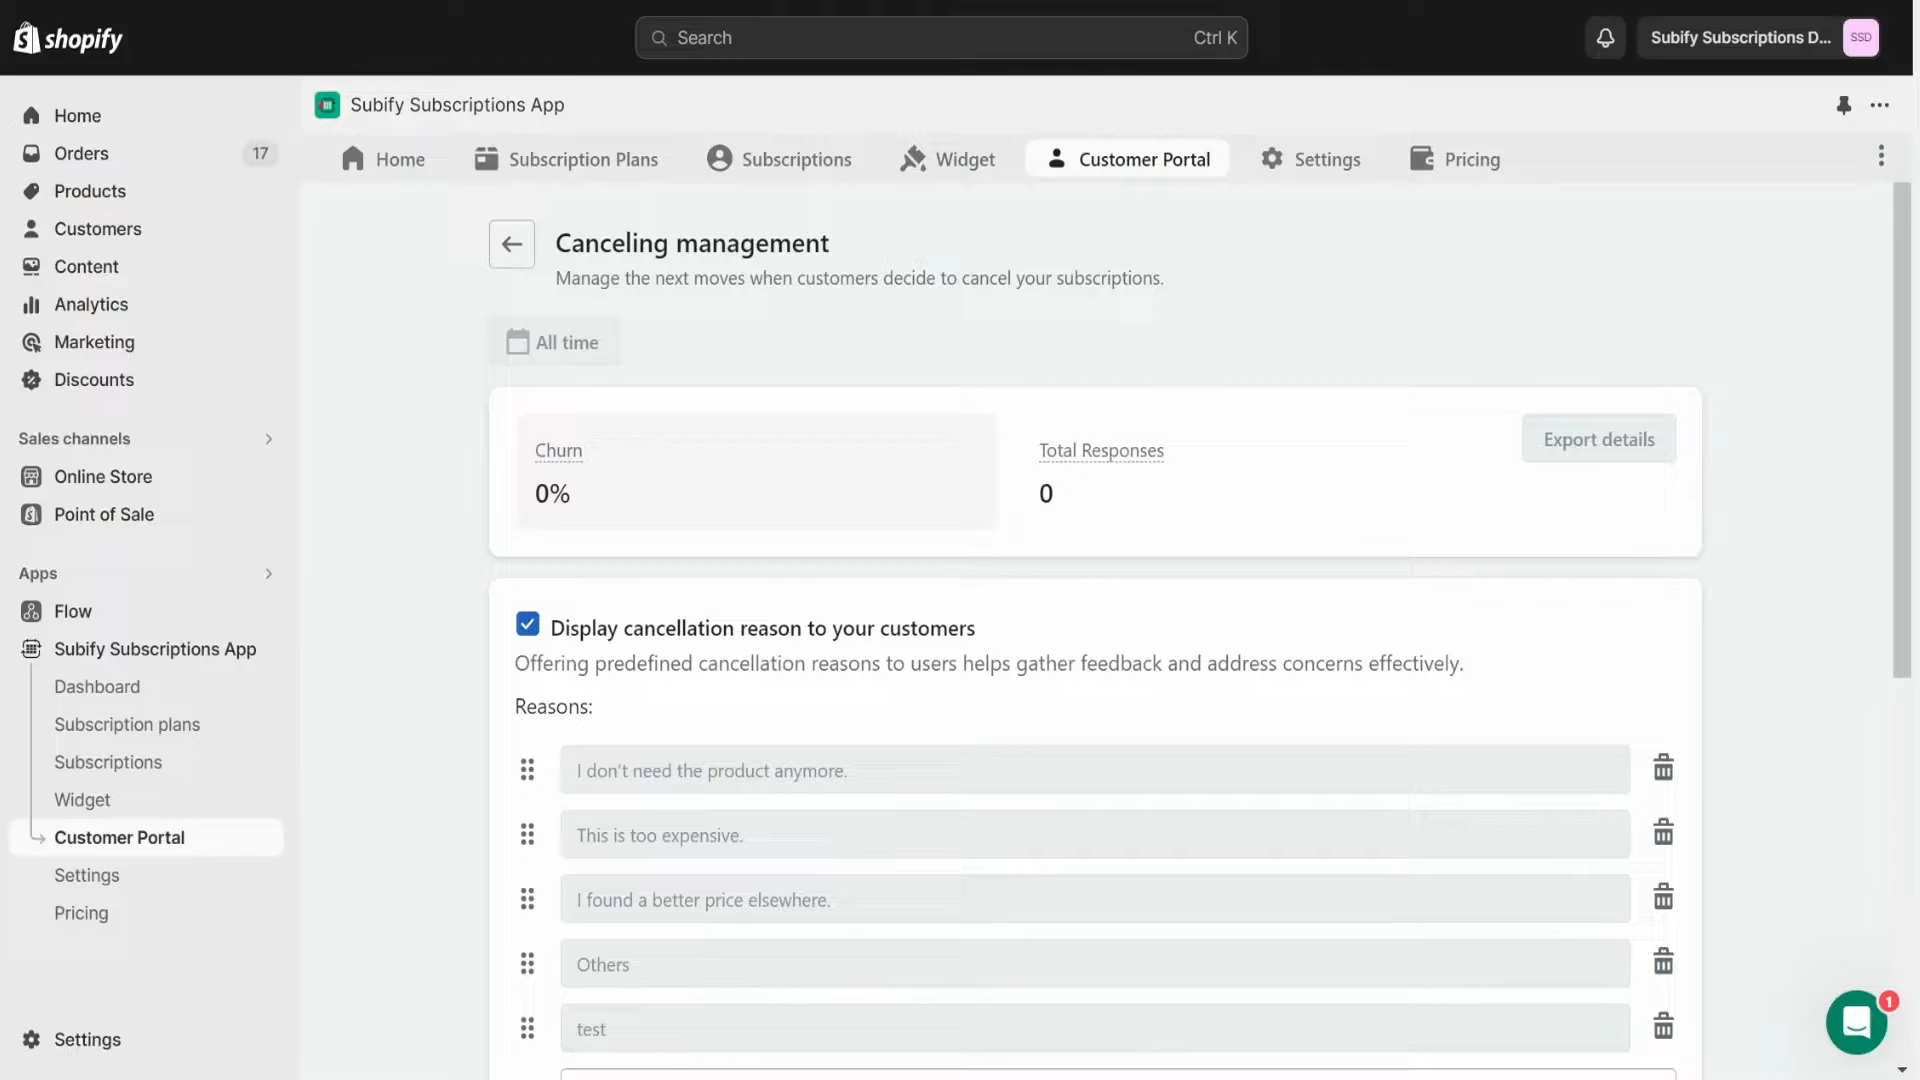 shopify
Search
Ctrl K
Subify Subscriptions D...
SSD
Home
Orders
17
Products
Customers
Content
Analytics
Marketing
Discounts
Sales channels
Online Store
Point of Sale
Apps
Flow
Subify Subscriptions App
Dashboard
Subscription plans
Subscriptions
Widget
Customer Portal
Settings
Pricing
Settings
Subify Subscriptions App
Home
Subscription Plans
Subscriptions
Widget
Customer Portal
Settings
Pricing
Canceling management
Manage the next moves when customers decide to cancel your subscriptions.
All time
Churn
0%
Total Responses
0
Export details
Display cancellation reason to your customers
Offering predefined cancellation reasons to users helps gather feedback and address concerns effectively.
Reasons:
I don't need the product anymore.
This is too expensive.
I found a better price elsewhere.
Others
test
1